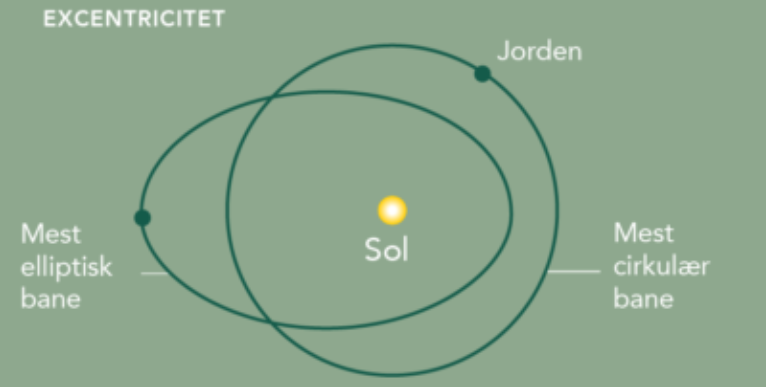 EXCENTRICITET
Jorden
Sol
Mest
elliptisk
bane
Mest
cirkulær
bane